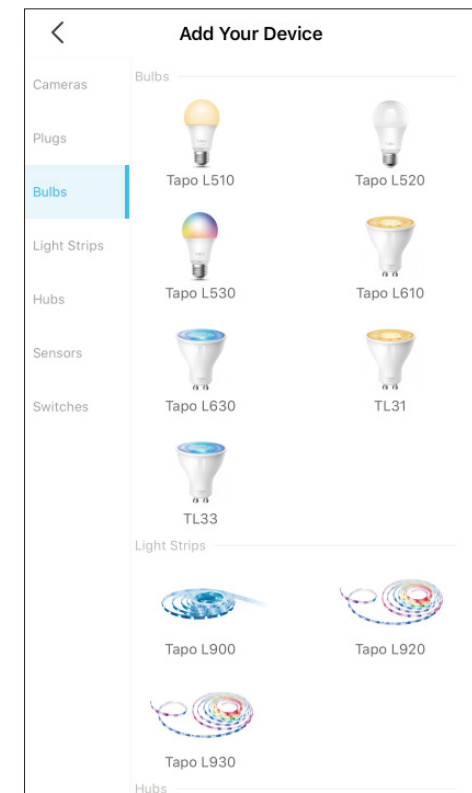 Add Your Device
Cameras
Plugs
Bulbs
Light Strips
Hubs
Sensors
Switches
Bulbs
Tapo L510
Tapo L520
Tapo L530
Tapo L610
Tapo L630
TL31
TL33
Light Strips
Tapo L900
Tapo L920
Tapo L930
Hubs